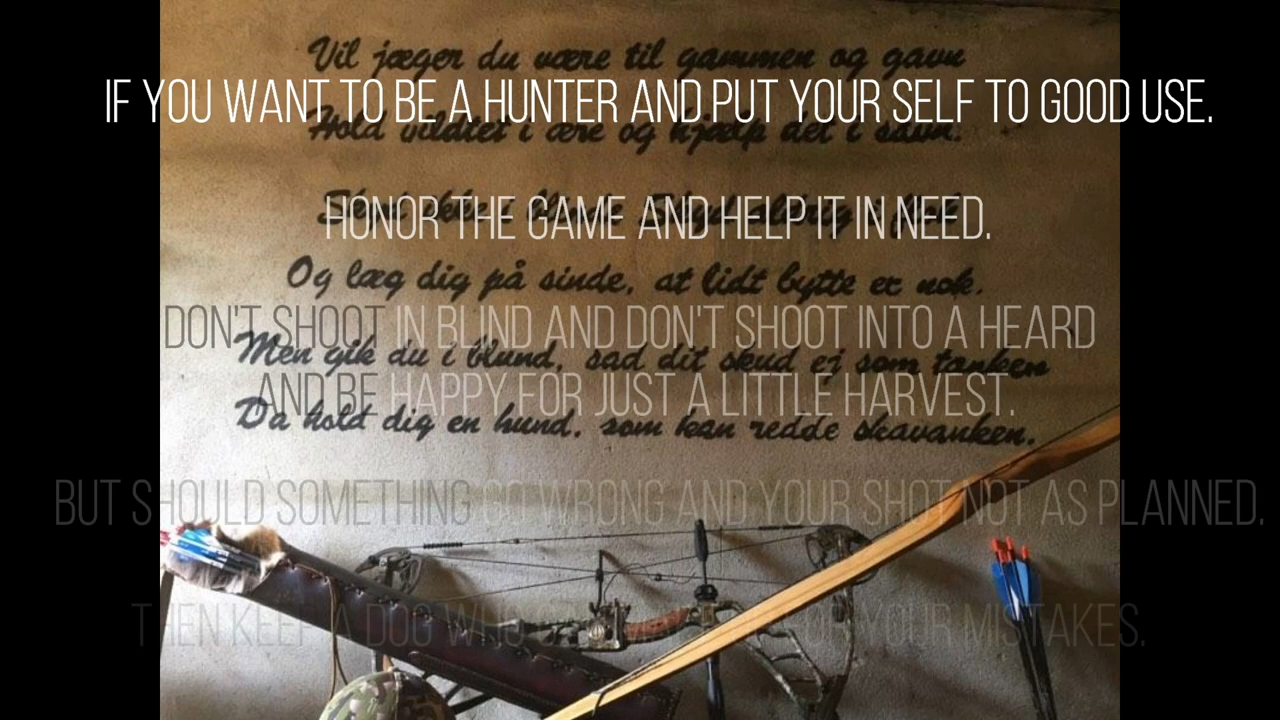 Vil jæger du være til gammen og gavn
IF YOU WANT TO BE A HUNTER AND PUT YOUR SELF TO GOOD USE.
Hold vildtet i ære og hjælp det i savn.
HONOR THE GAME AND HELP IT IN NEED.
Og læg dig på sinde, at lidt bytte er nok.
DON'T SHOOT IN BLIND AND DON'T SHOOT INTO A HEARD
Men gik du i blund, sad dit skud ej som tanken
AND BE HAPPY FOR JUST A LITTLE HARVEST.
Da hold dig en hund, som kan redde skavanken.
BUT SHOULD SOMETHING GO WRONG AND YOUR SHOT NOT AS PLANNED.
THEN KEEP A DOG WHO FOR YOUR MISTAKES.